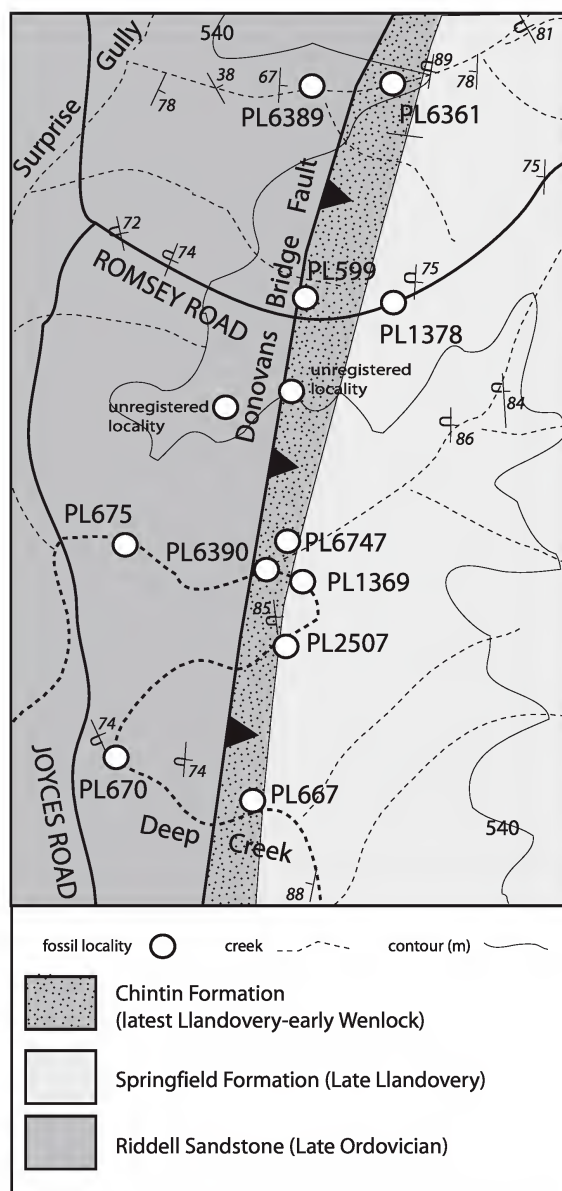 540
Surprise Gully
78
38
67
PL6389
89
PL6361
78
81
75
72
74
ROMSEY ROAD
Donovans Bridge Fault
PL599
75
PL1378
unregistered
locality
unregistered
locality
84
86
PL675
PL6390
PL6747
PL1369
85
PL2507
74
PL670
74
JOYCES ROAD
PL667
Deep Creek
540
88
fossil locality
creek
contour (m)
Chintin Formation
(latest Llandovery-early Wenlock)
Springfield Formation (Late Llandovery)
Riddell Sandstone (Late Ordovician)